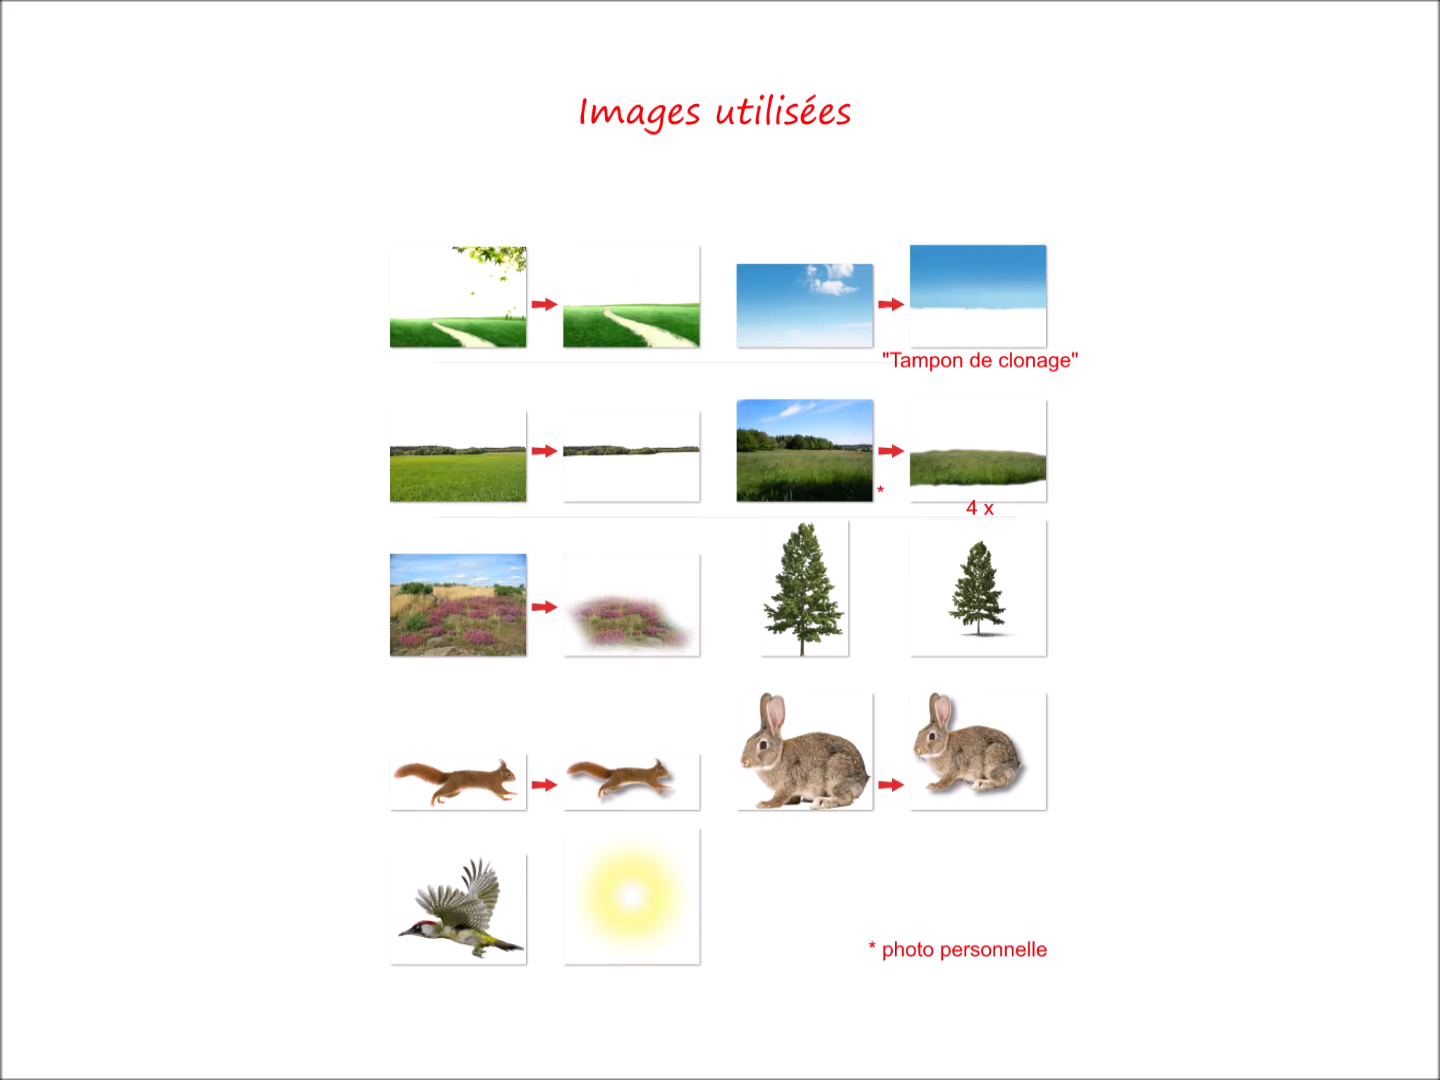 Images utilisées
"Tampon de clonage"
*
4 x
* photo personnelle